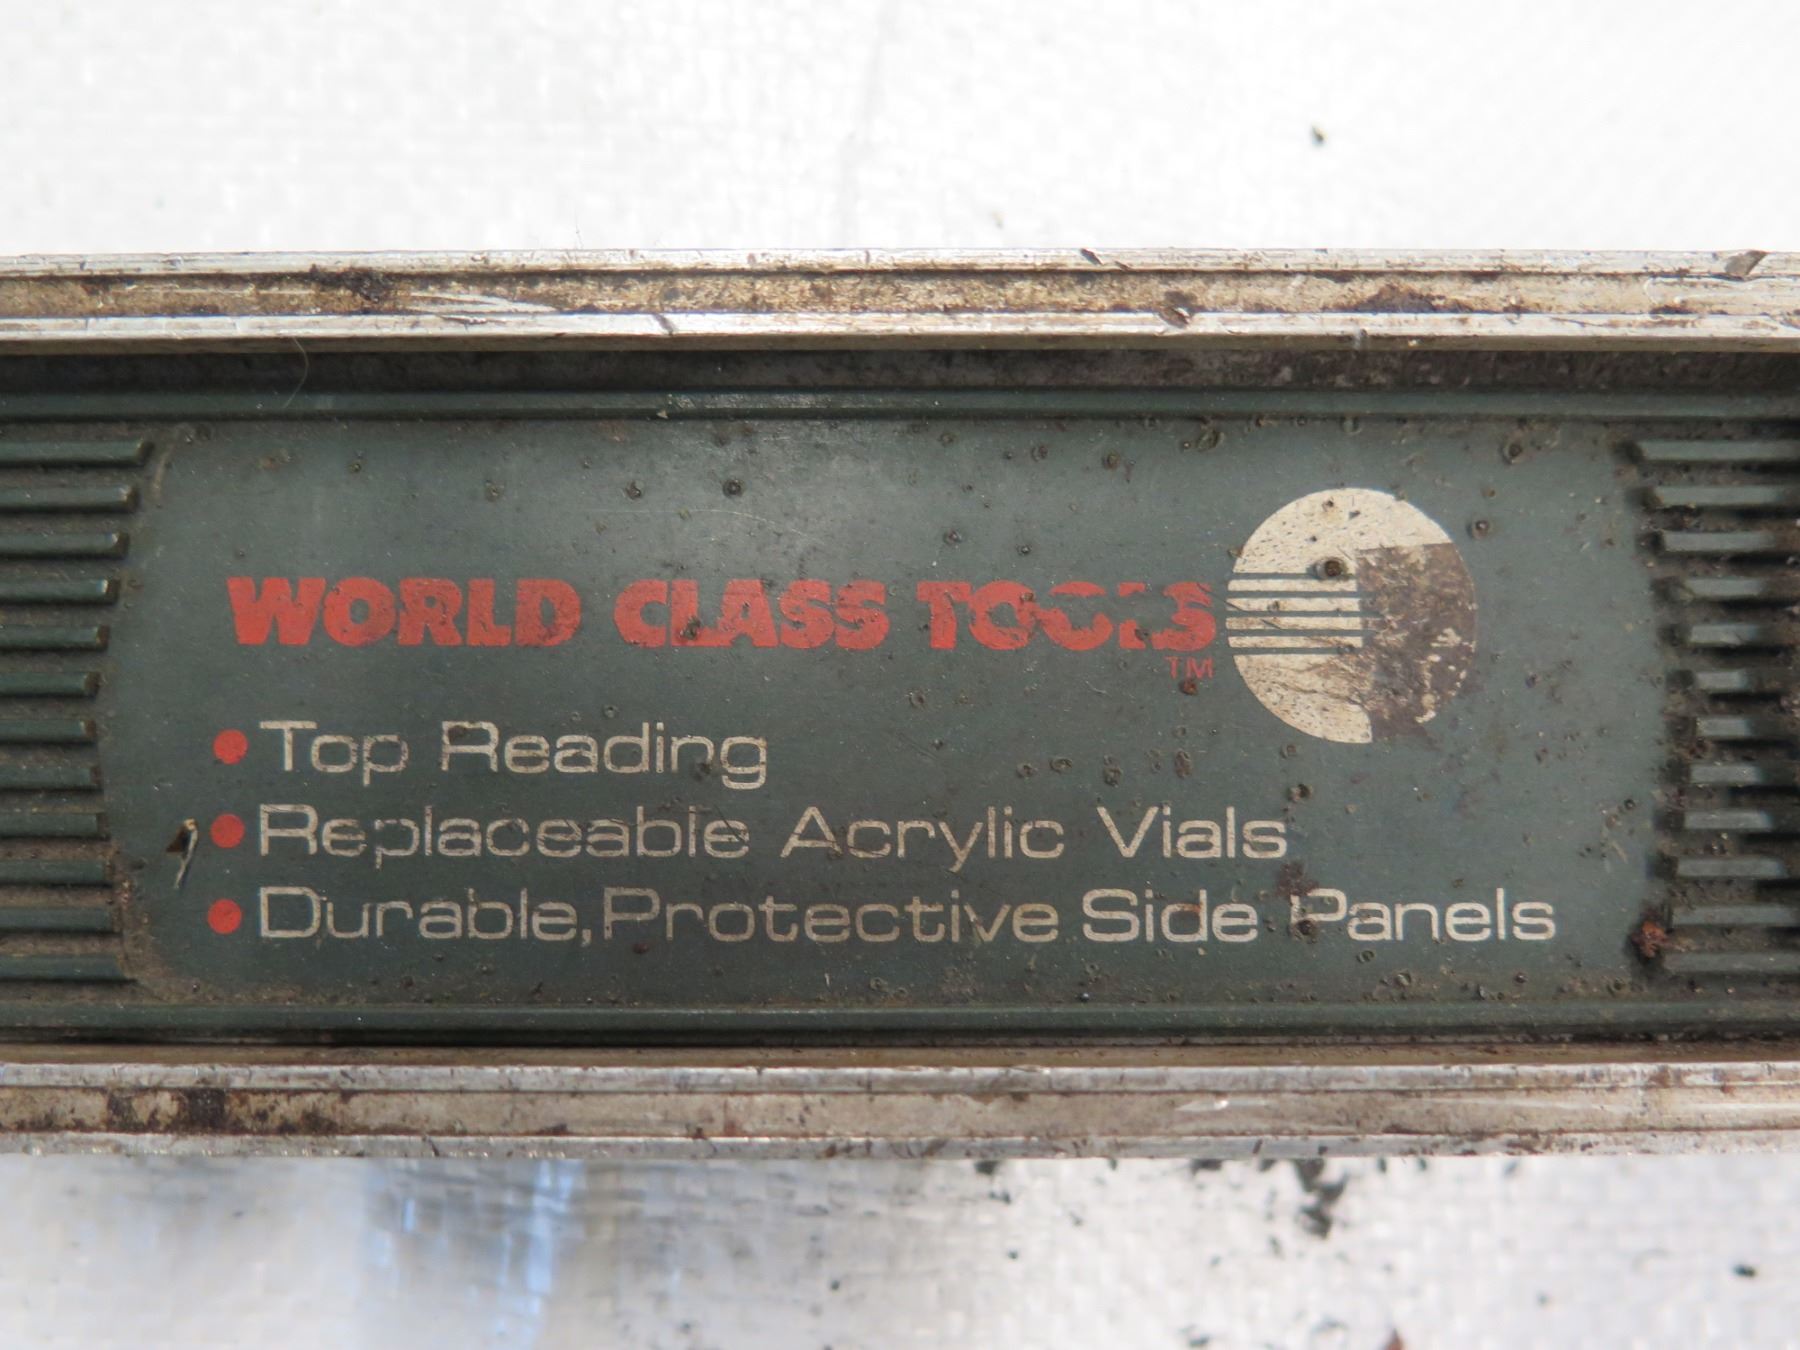 WORLD CLASS TOOLS
TM
• Top Reading
• Replaceable Acrylic Vials
• Durable, Protective Side Panels